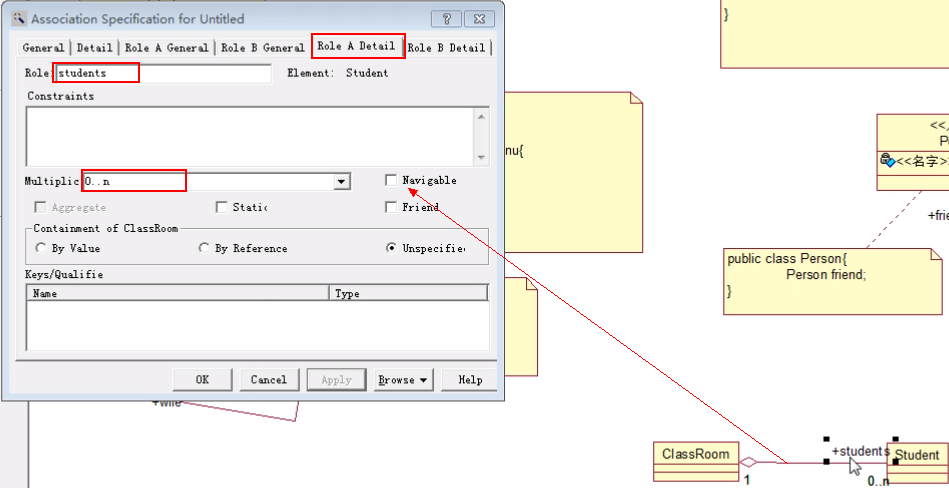 Association Specification for Untitled
General
Detail
Role A General
Role B General
Role A Detail
Role B Detail
Role:
students
Element: Student
Constraints
Multiplic
0..n
Navigable
Aggregate
Static
Friend
Containment of ClassRoom
By Value
By Reference
Unspecifie
Keys/Qualifie
Name
Type
OK
Cancel
Apply
Browse
Help
}
nu{
<<名字>>
+frie
public class Person{
Person friend;
}
+wife
ClassRoom
1
+students
0..n
Student